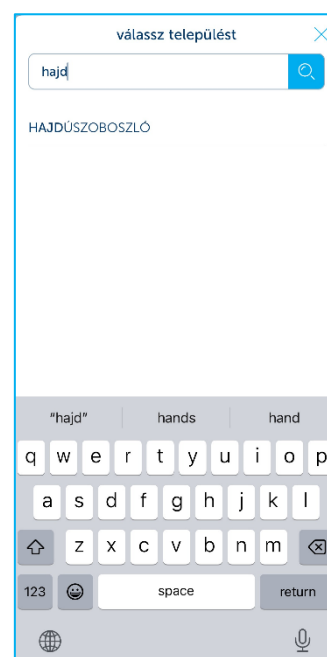 válassz települést
hajd
HAJDÚSZOBOSZLÓ
"hajd" hands hand
q w e r t y u i o p
a s d f g h j k l
z x c v b n m
123 space return